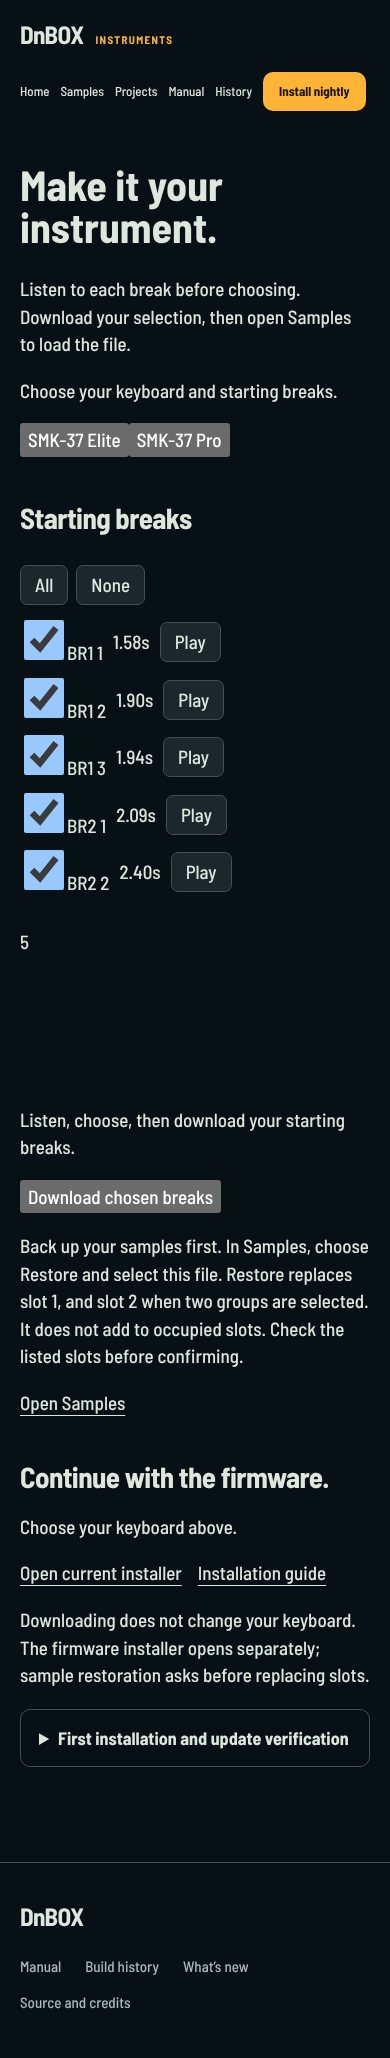 DnBOX INSTRUMENTS
Home Samples Projects Manual History Install nightly
Make it your
instrument.
Listen to each break before choosing.
Download your selection, then open Samples
to load the file.
Choose your keyboard and starting breaks.
SMK-37 Elite SMK-37 Pro
Starting breaks
All None
BR1 1 1.58s Play
BR1 2 1.90s Play
BR1 3 1.94s Play
BR2 1 2.09s Play
BR2 2 2.40s Play
5
Listen, choose, then download your starting
breaks.
Download chosen breaks
Back up your samples first. In Samples, choose
Restore and select this file. Restore replaces
slot 1, and slot 2 when two groups are selected.
It does not add to occupied slots. Check the
listed slots before confirming.
Open Samples
Continue with the firmware.
Choose your keyboard above.
Open current installer Installation guide
Downloading does not change your keyboard.
The firmware installer opens separately;
sample restoration asks before replacing slots.
First installation and update verification
DnBOX
Manual Build history What's new
Source and credits